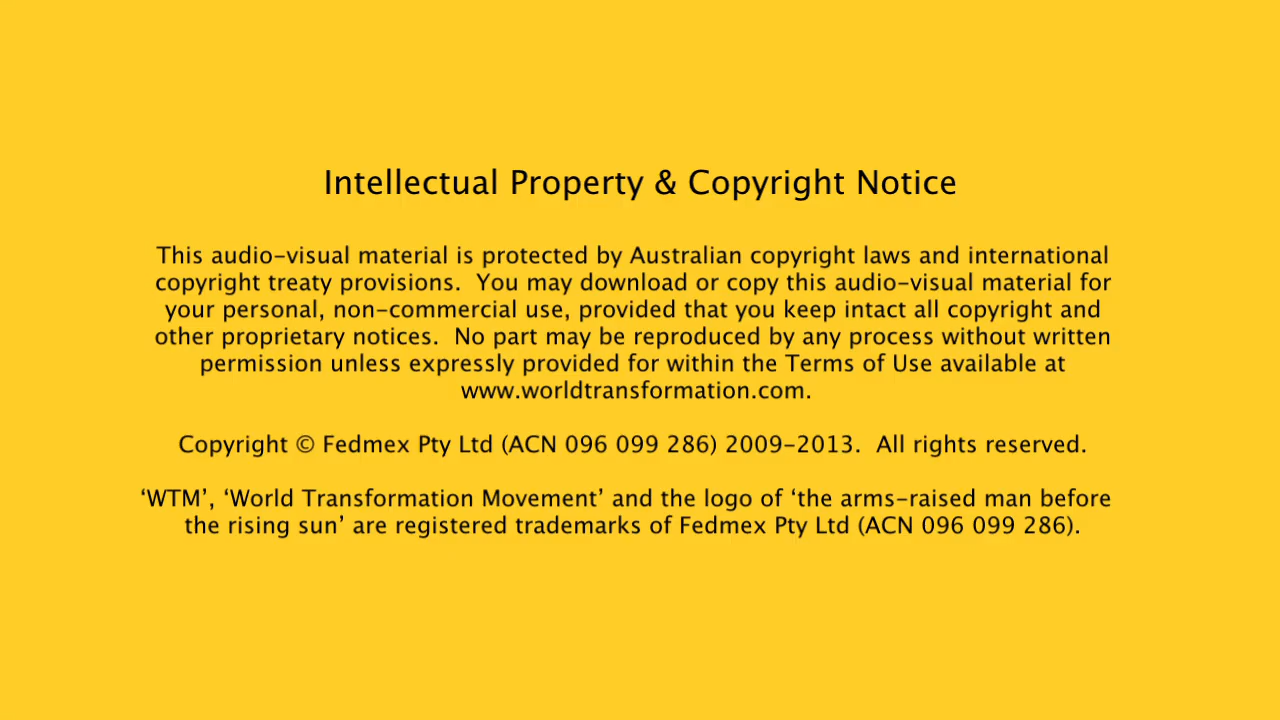 Intellectual Property & Copyright Notice
This audio-visual material is protected by Australian copyright laws and international
copyright treaty provisions.  You may download or copy this audio-visual material for
your personal, non-commercial use, provided that you keep intact all copyright and
other proprietary notices.  No part may be reproduced by any process without written
permission unless expressly provided for within the Terms of Use available at
www.worldtransformation.com.
Copyright © Fedmex Pty Ltd (ACN 096 099 286) 2009-2013.  All rights reserved.
‘WTM’, ‘World Transformation Movement’ and the logo of ‘the arms-raised man before
the rising sun’ are registered trademarks of Fedmex Pty Ltd (ACN 096 099 286).